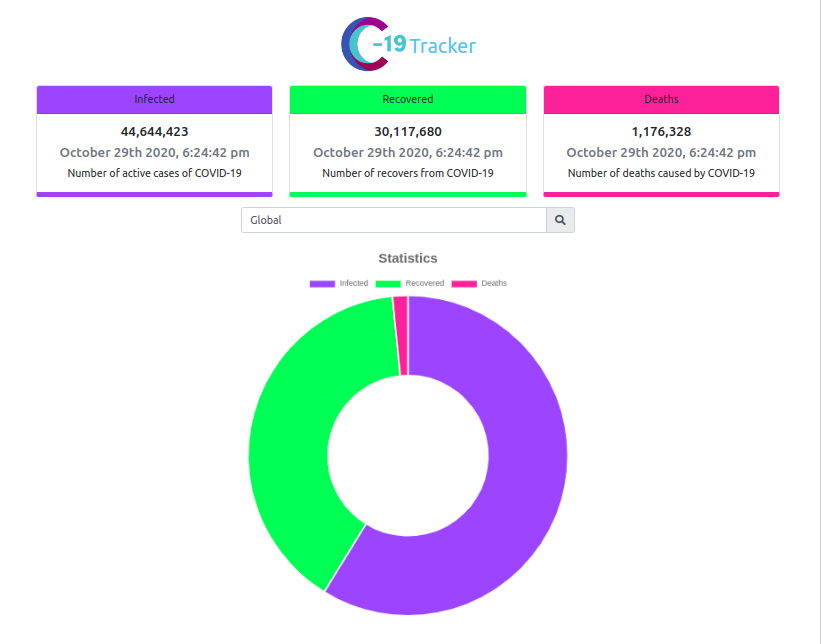 -19 Tracker
Infected
44,644,423
October 29th 2020, 6:24:42 pm
Number of active cases of COVID-19
Recovered
30,117,680
October 29th 2020, 6:24:42 pm
Number of recovers from COVID-19
Deaths
1,176,328
October 29th 2020, 6:24:42 pm
Number of deaths caused by COVID-19
Global
Statistics
Infected Recovered Deaths